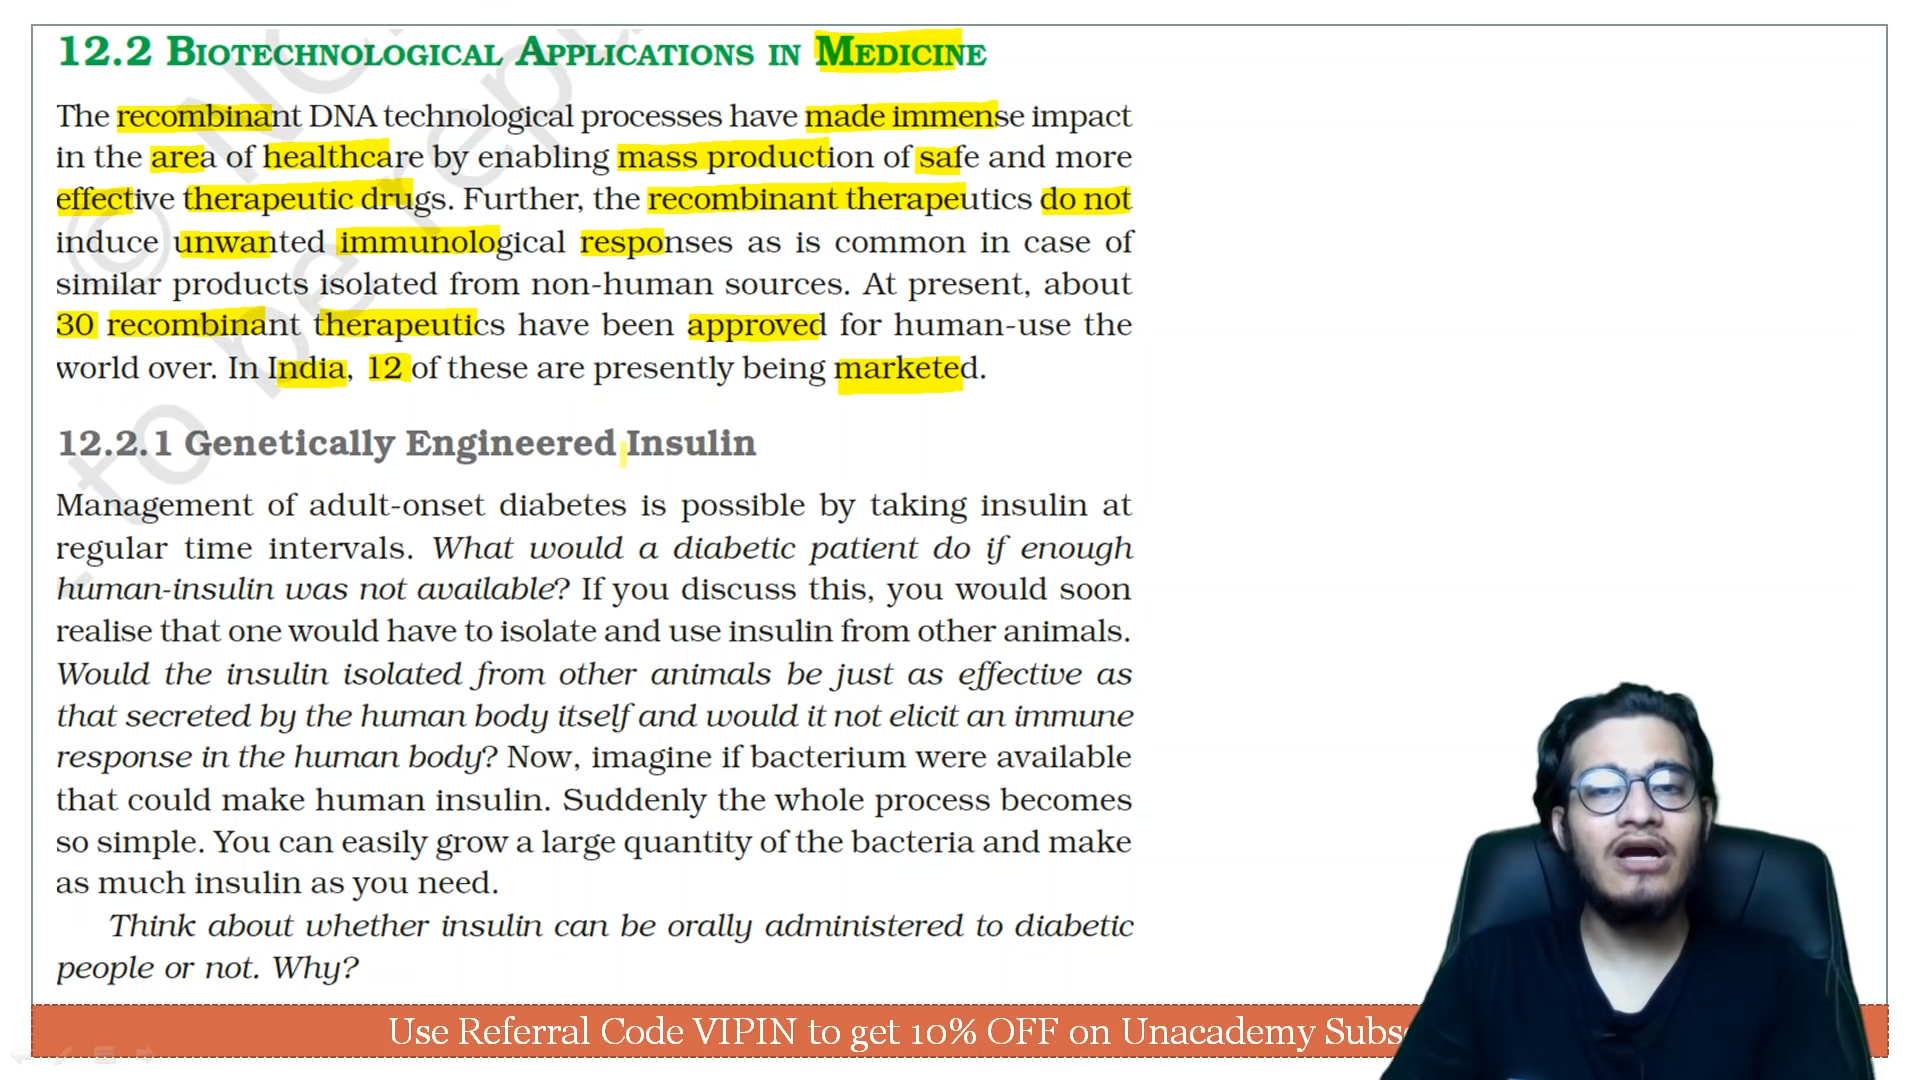 12.2 BIOTECHNOLOGICAL APPLICATIONS IN MEDICINE
The recombinant DNA technological processes have made immense impact
in the area of healthcare by enabling mass production of safe and more
effective therapeutic drugs. Further, the recombinant therapeutics do not
induce unwanted immunological responses as is common in case of
similar products isolated from non-human sources. At present, about
30 recombinant therapeutics have been approved for human-use the
world over. In India, 12 of these are presently being marketed.
12.2.1 Genetically Engineered Insulin
Management of adult-onset diabetes is possible by taking insulin at
regular time intervals. What would a diabetic patient do if enough
human-insulin was not available? If you discuss this, you would soon
realise that one would have to isolate and use insulin from other animals.
Would the insulin isolated from other animals be just as effective as
that secreted by the human body itself and would it not elicit an immune
response in the human body? Now, imagine if bacterium were available
that could make human insulin. Suddenly the whole process becomes
so simple. You can easily grow a large quantity of the bacteria and make
as much insulin as you need.
Think about whether insulin can be orally administered to diabetic
people or not. Why?
Use Referral Code VIPIN to get 10% OFF on Unacademy